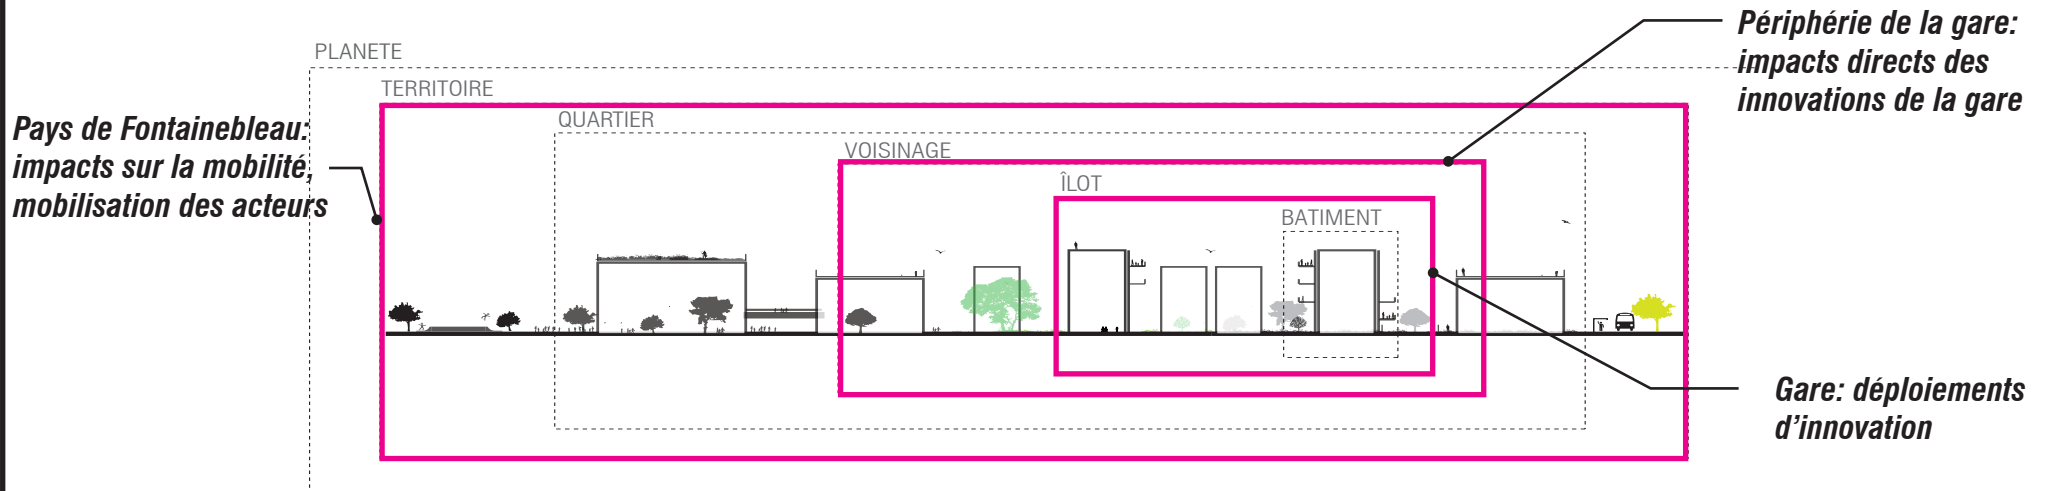 PLANETE
TERRITOIRE
QUARTIER
VOISINAGE
ÎLOT
BATIMENT
Pays de Fontainebleau:
impacts sur la mobilité,
mobilisation des acteurs
Périphérie de la gare:
impacts directs des
innovations de la gare
Gare: déploiements
d’innovation